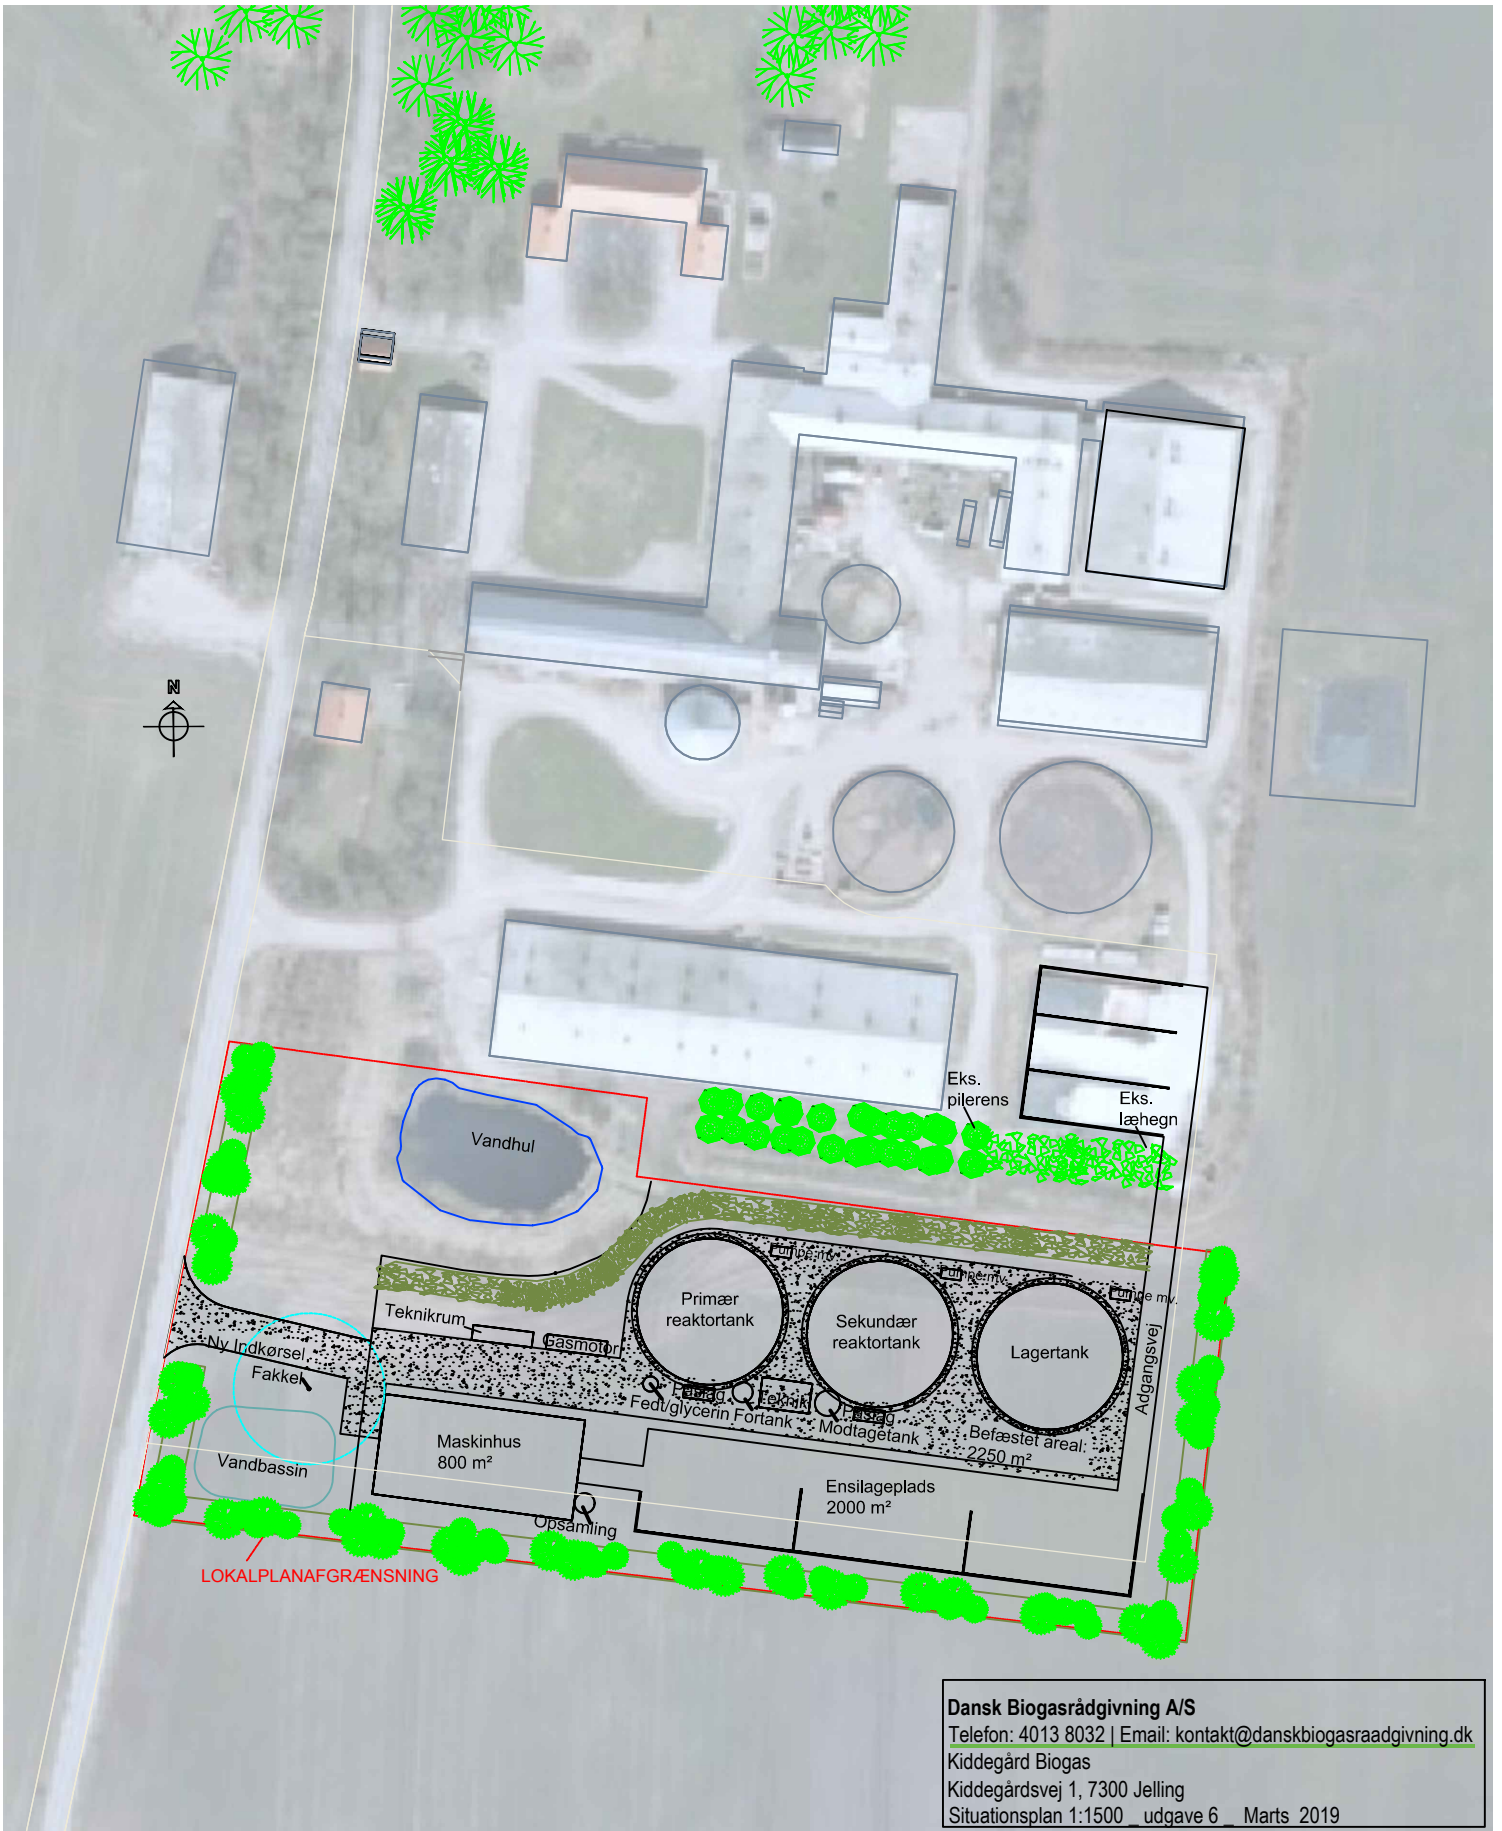 N
Eks.
pilerens
Eks.
læhegn
Vandhul
Pumpe mv.
Pumpe mv.
Pumpe mv.
Primær
reaktortank
Sekundær
reaktortank
Lagertank
Teknikrum
Gasmotor
Ny Indkørsel
Fakkel
Adgangsvej
Påslag
Teknik
Påslag
Fedt/glycerin
Fortank
Modtagetank
Befæstet areal:
2250 m²
Maskinhus
800 m²
Vandbassin
Ensilageplads
2000 m²
Opsamling
LOKALPLANAFGRÆNSNING
Dansk Biogasrådgivning A/S
Telefon: 4013 8032 | Email: kontakt@danskbiogasraadgivning.dk
Kiddegård Biogas
Kiddegårdsvej 1, 7300 Jelling
Situationsplan 1:1500 _ udgave 6 _ Marts 2019